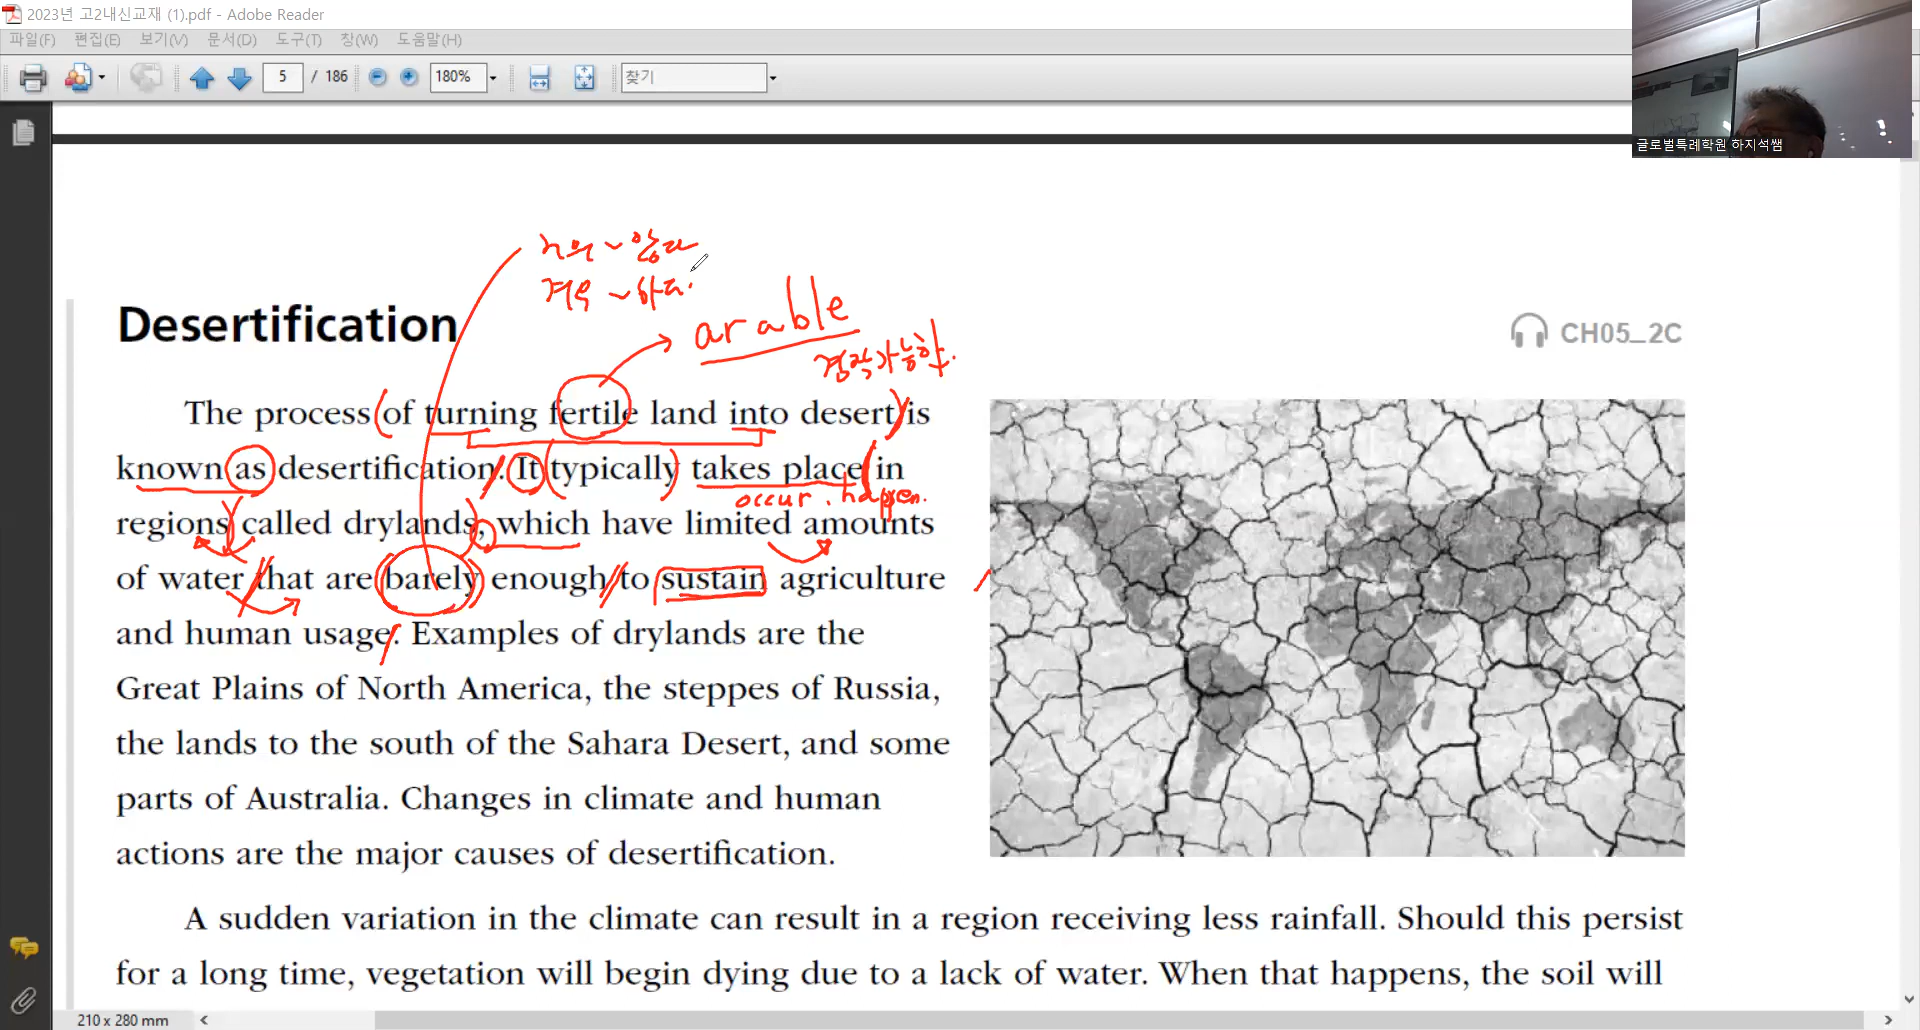 2023년 고2내신교재 (1).pdf - Adobe Reader
파일(F) 편집(E) 보기(V) 문서(D) 도구(T) 창(W) 도움말(H)
5 / 186 180% 찾기
글로벌특례학원 하지석쌤
거의 ~않다
겨우 ~하다.
arable
경작가능한.
Desertification
CH05_2C
The process (of turning fertile land into desert) is
known as desertification. It (typically) takes place (in
occur. happen.
regions) called drylands, which have limited amounts
of water that are (barely) enough to sustain agriculture
and human usage. Examples of drylands are the
Great Plains of North America, the steppes of Russia,
the lands to the south of the Sahara Desert, and some
parts of Australia. Changes in climate and human
actions are the major causes of desertification.
A sudden variation in the climate can result in a region receiving less rainfall. Should this persist
for a long time, vegetation will begin dying due to a lack of water. When that happens, the soil will
210 x 280 mm